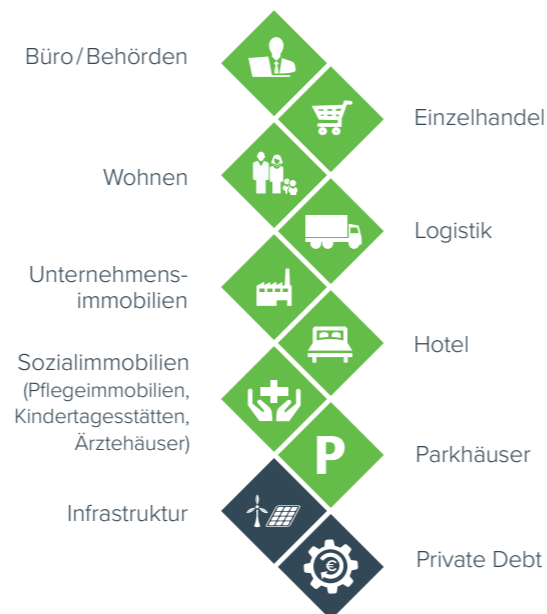 Büro/Behörden
Einzelhandel
Wohnen
Logistik
Unternehmens-
immobilien
Hotel
Sozialimmobilien
(Pflegeimmobilien,
Kindertagesstätten,
Ärztehäuser)
P
Parkhäuser
Infrastruktur
€
Private Debt